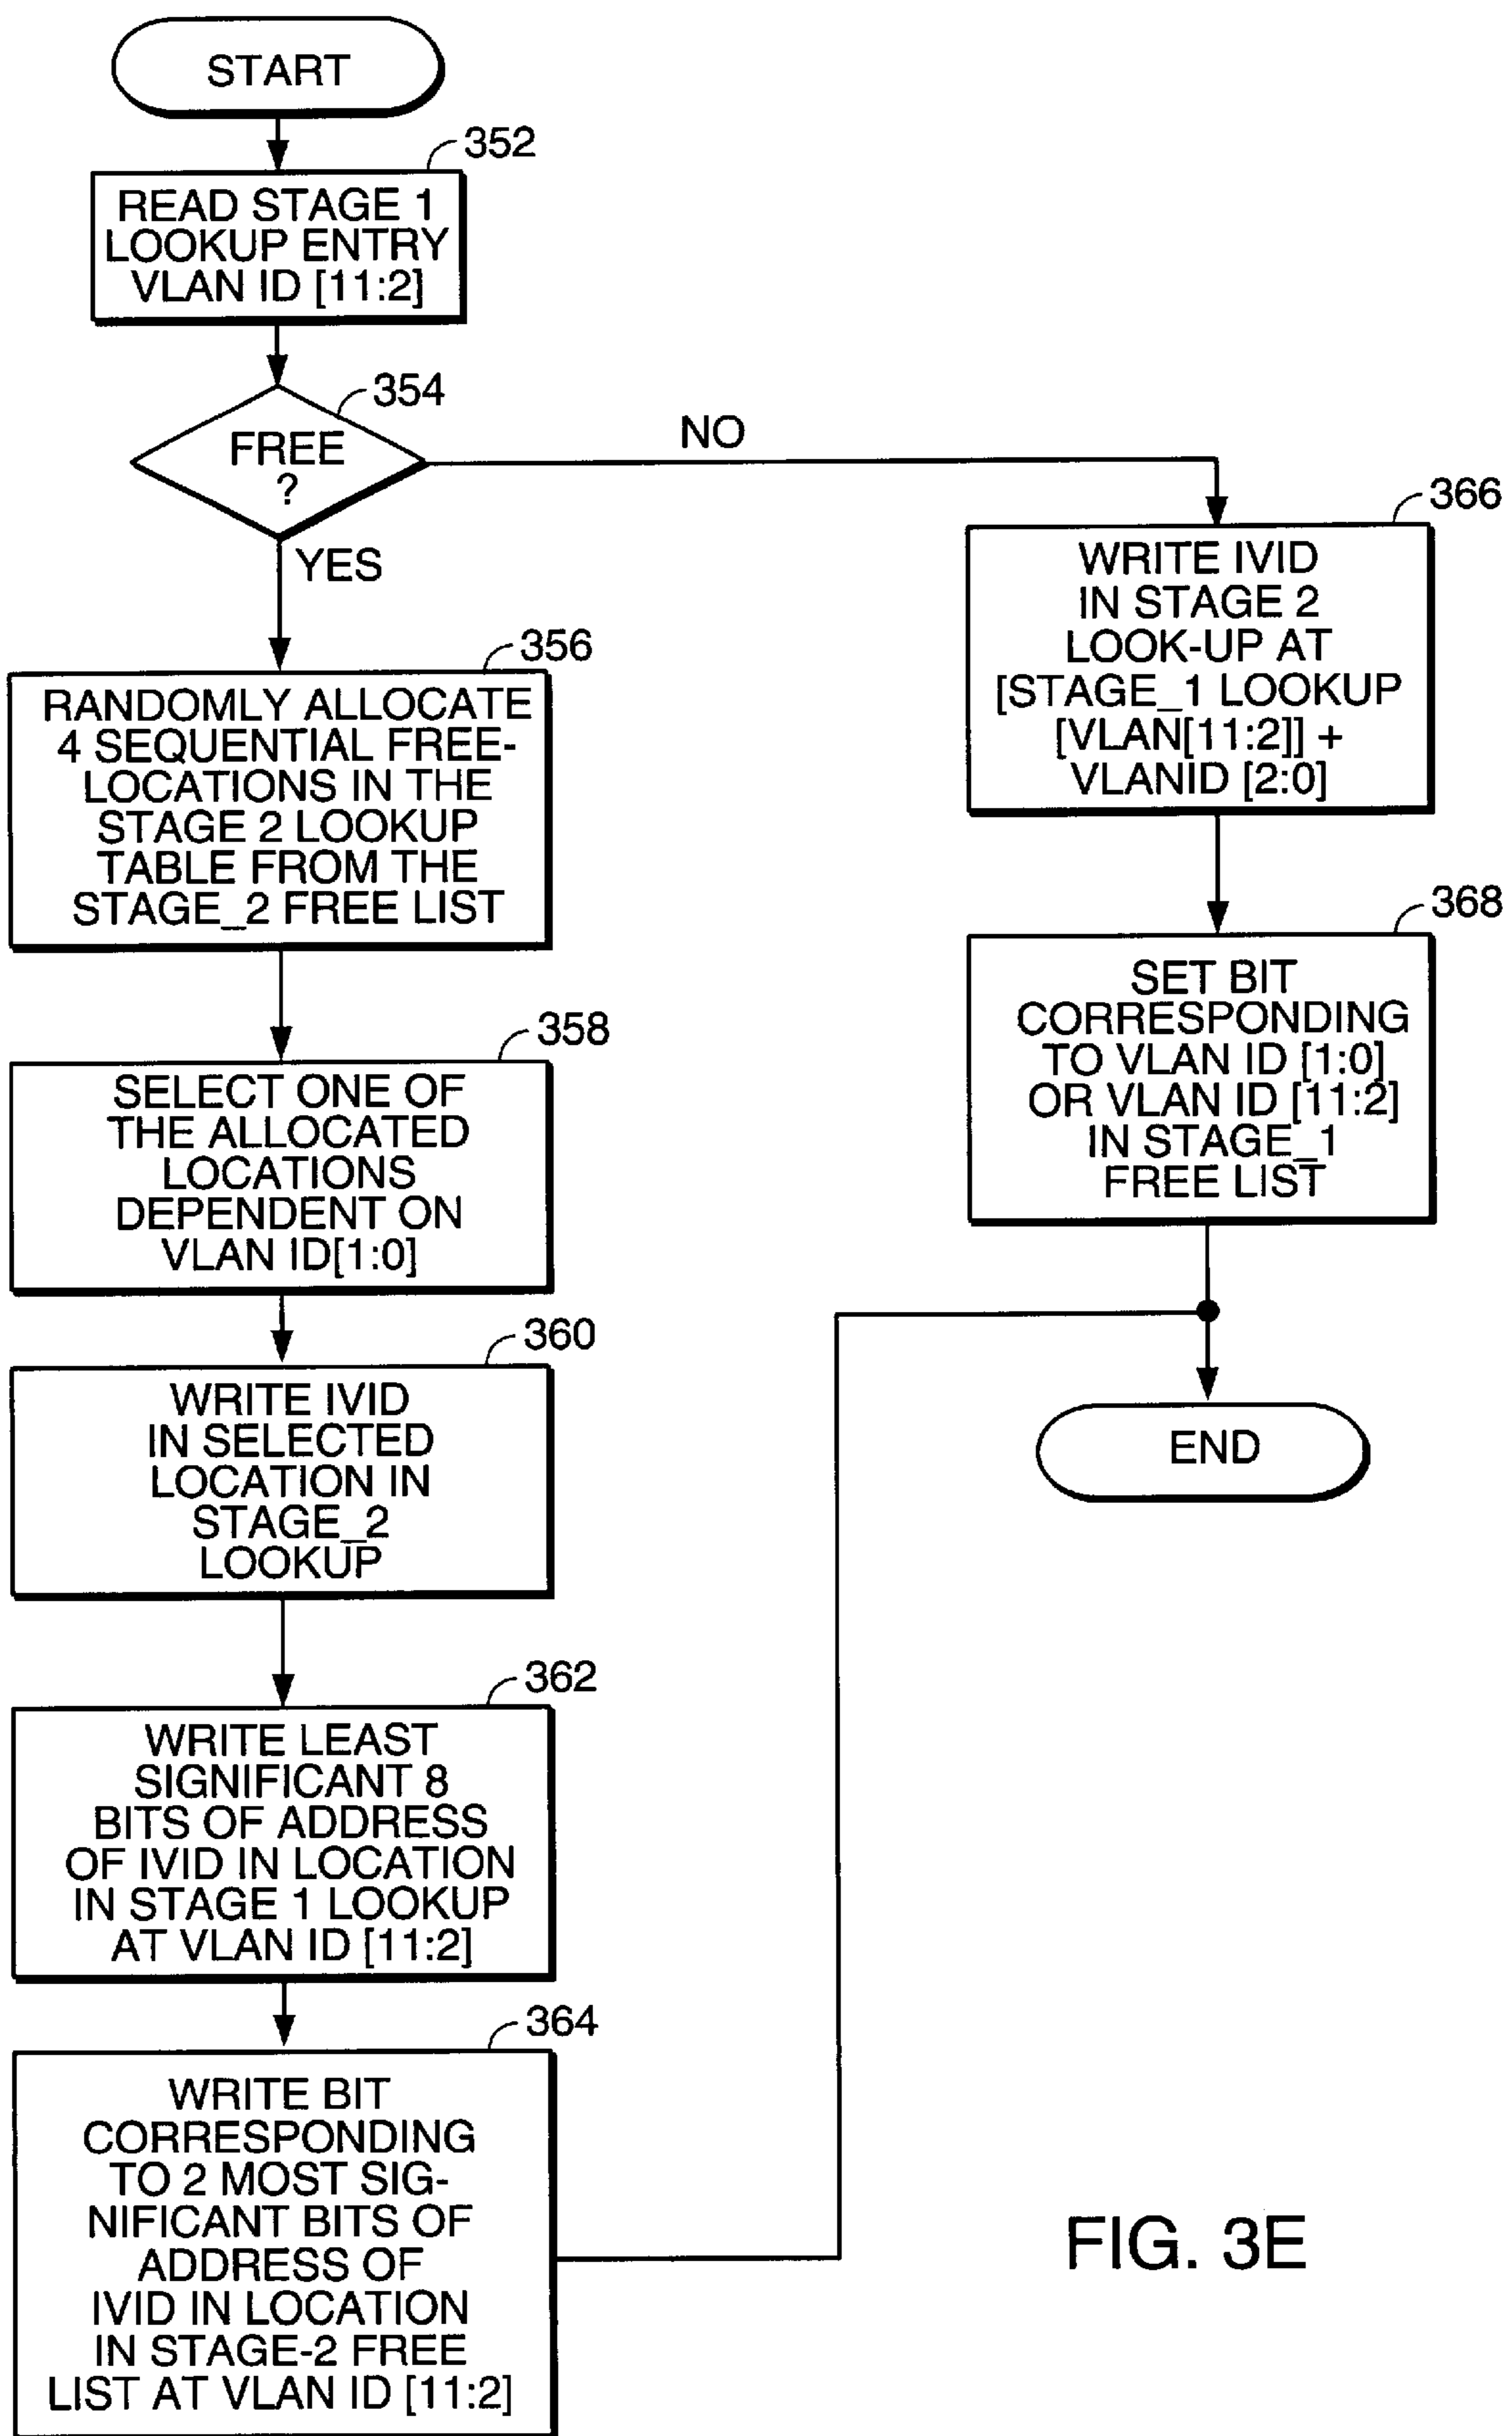 START
352
READ STAGE 1
LOOKUP ENTRY
VLAN ID [11:2]
354
FREE
?
NO
YES
356
RANDOMLY ALLOCATE
4 SEQUENTIAL FREE-
LOCATIONS IN THE
STAGE 2 LOOKUP
TABLE FROM THE
STAGE_2 FREE LIST
358
SELECT ONE OF
THE ALLOCATED
LOCATIONS
DEPENDENT ON
VLAN ID[1:0]
360
WRITE IVID
IN SELECTED
LOCATION IN
STAGE_2
LOOKUP
362
WRITE LEAST
SIGNIFICANT 8
BITS OF ADDRESS
OF IVID IN LOCATION
IN STAGE 1 LOOKUP
AT VLAN ID [11:2]
364
WRITE BIT
CORRESPONDING
TO 2 MOST SIG-
NIFICANT BITS OF
ADDRESS OF
IVID IN LOCATION
IN STAGE-2 FREE
LIST AT VLAN ID [11:2]
366
WRITE IVID
IN STAGE 2
LOOK-UP AT
[STAGE_1 LOOKUP
[VLAN[11:2]] +
VLANID [2:0]
368
SET BIT
CORRESPONDING
TO VLAN ID [1:0]
OR VLAN ID [11:2]
IN STAGE_1
FREE LIST
END
FIG. 3E